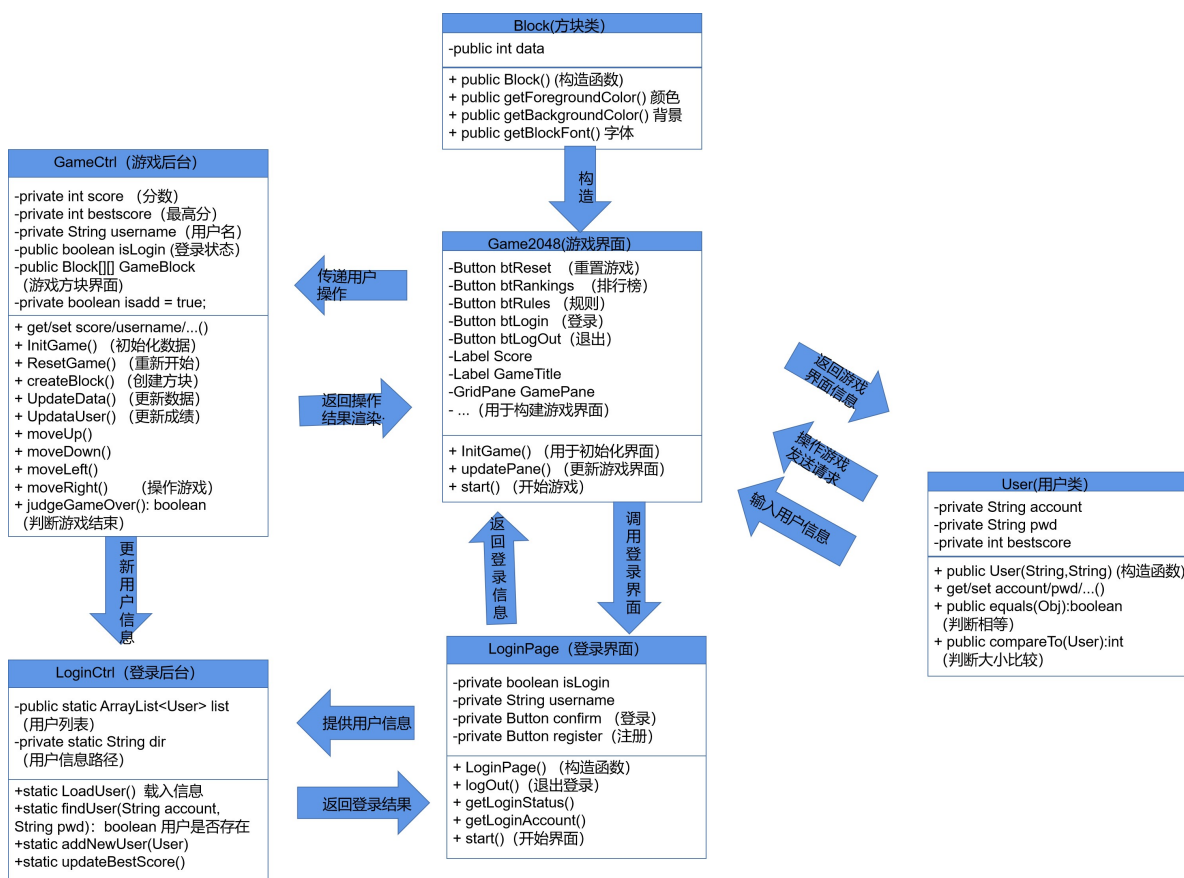 Block(方块类)
-public int data
+ public Block() (构造函数)
+ public getForegroundColor() 颜色
+ public getBackgroundColor() 背景
+ public getBlockFont() 字体
构
造
GameCtrl（游戏后台）
-private int score （分数）
-private int bestscore（最高分）
-private String username（用户名）
-public boolean isLogin (登录状态）
-public Block[][] GameBlock
（游戏方块界面）
-private boolean isadd = true;
+ get/set score/username/...()
+ InitGame() （初始化数据）
+ ResetGame() （重新开始）
+ createBlock() （创建方块）
+ UpdateData() （更新数据）
+ UpdataUser() （更新成绩）
+ moveUp()
+ moveDown()
+ moveLeft()
+ moveRight() （操作游戏）
+ judgeGameOver(): boolean
（判断游戏结束）
传递用户
操作
返回操作
结果渲染·
Game2048(游戏界面）
-Button btReset （重置游戏）
-Button btRankings （排行榜）
-Button btRules （规则）
-Button btLogin （登录）
-Button btLogOut （退出）
-Label Score
-Label GameTitle
-GridPane GamePane
- ...（用于构建游戏界面）
+ InitGame() （用于初始化界面）
+ updatePane() （更新游戏界面）
+ start() （开始游戏）
返回游戏
界面信息
操作游戏
发送请求
输入用户信息
User(用户类)
-private String account
-private String pwd
-private int bestscore
+ public User(String,String) (构造函数）
+ get/set account/pwd/...()
+ public equals(Obj):boolean
（判断相等）
+ public compareTo(User):int
（判断大小比较）
更
新
用
户
信
息
返
回
登
录
信
息
调
用
登
录
界
面
LoginCtrl（登录后台）
-public static ArrayList<User> list
（用户列表）
-private static String dir
（用户信息路径）
+static LoadUser() 载入信息
+static findUser(String account,
String pwd)：boolean 用户是否存在
+static addNewUser(User)
+static updateBestScore()
提供用户信息
返回登录结果
LoginPage（登录界面）
-private boolean isLogin
-private String username
-private Button confirm（登录）
-private Button register（注册）
+ LoginPage() （构造函数）
+ logOut() （退出登录）
+ getLoginStatus()
+ getLoginAccount()
+ start() （开始界面）